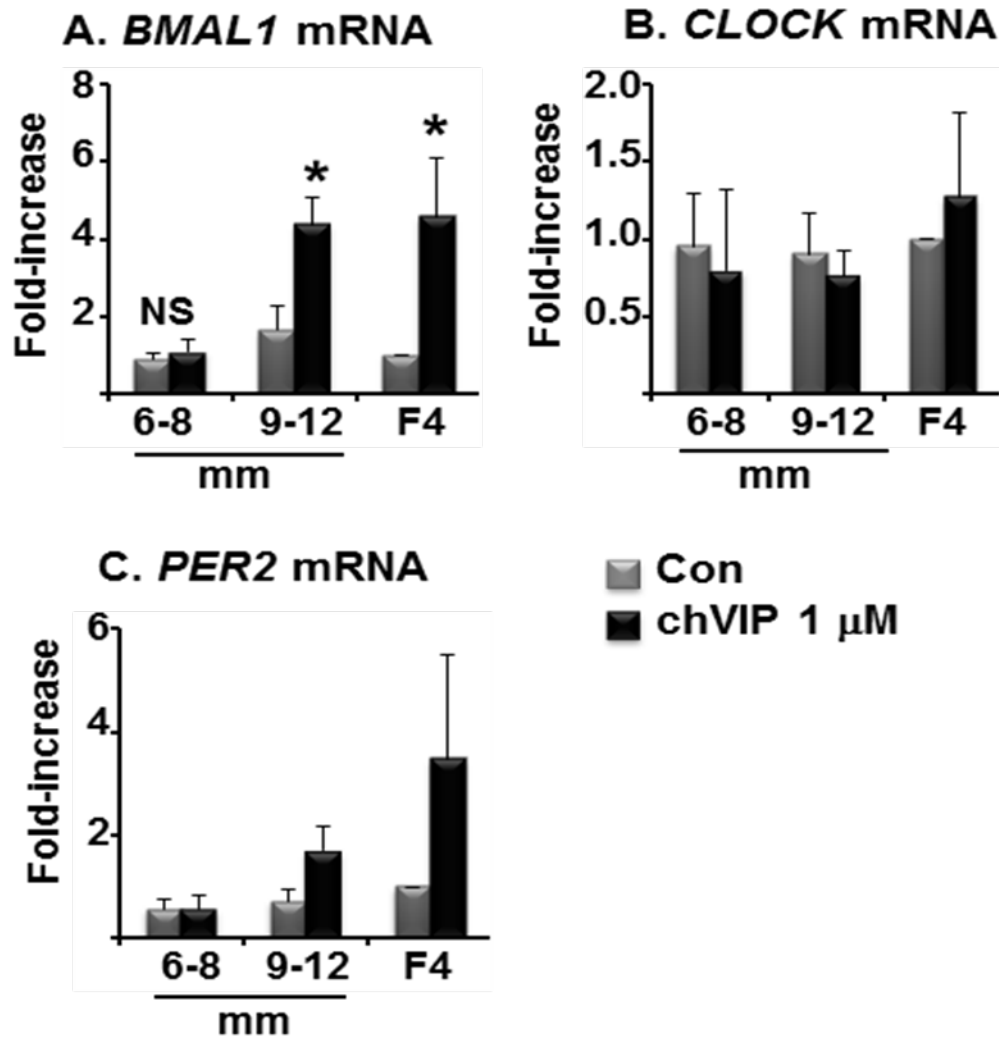 A. BMAL1 mRNA
Fold-increase
8
6
4
2
NS
*
*
6-8 9-12 F4
mm
B. CLOCK mRNA
Fold-increase
2.0
1.5
1.0
0.5
6-8 9-12 F4
mm
C. PER2 mRNA
Fold-increase
6
4
2
6-8 9-12 F4
mm
Con
chVIP 1 μM